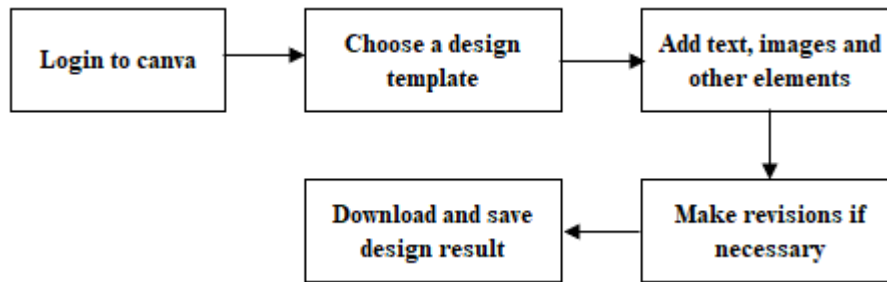 Login to canva
Choose a design
template
Add text, images and
other elements
Make revisions if
necessary
Download and save
design result